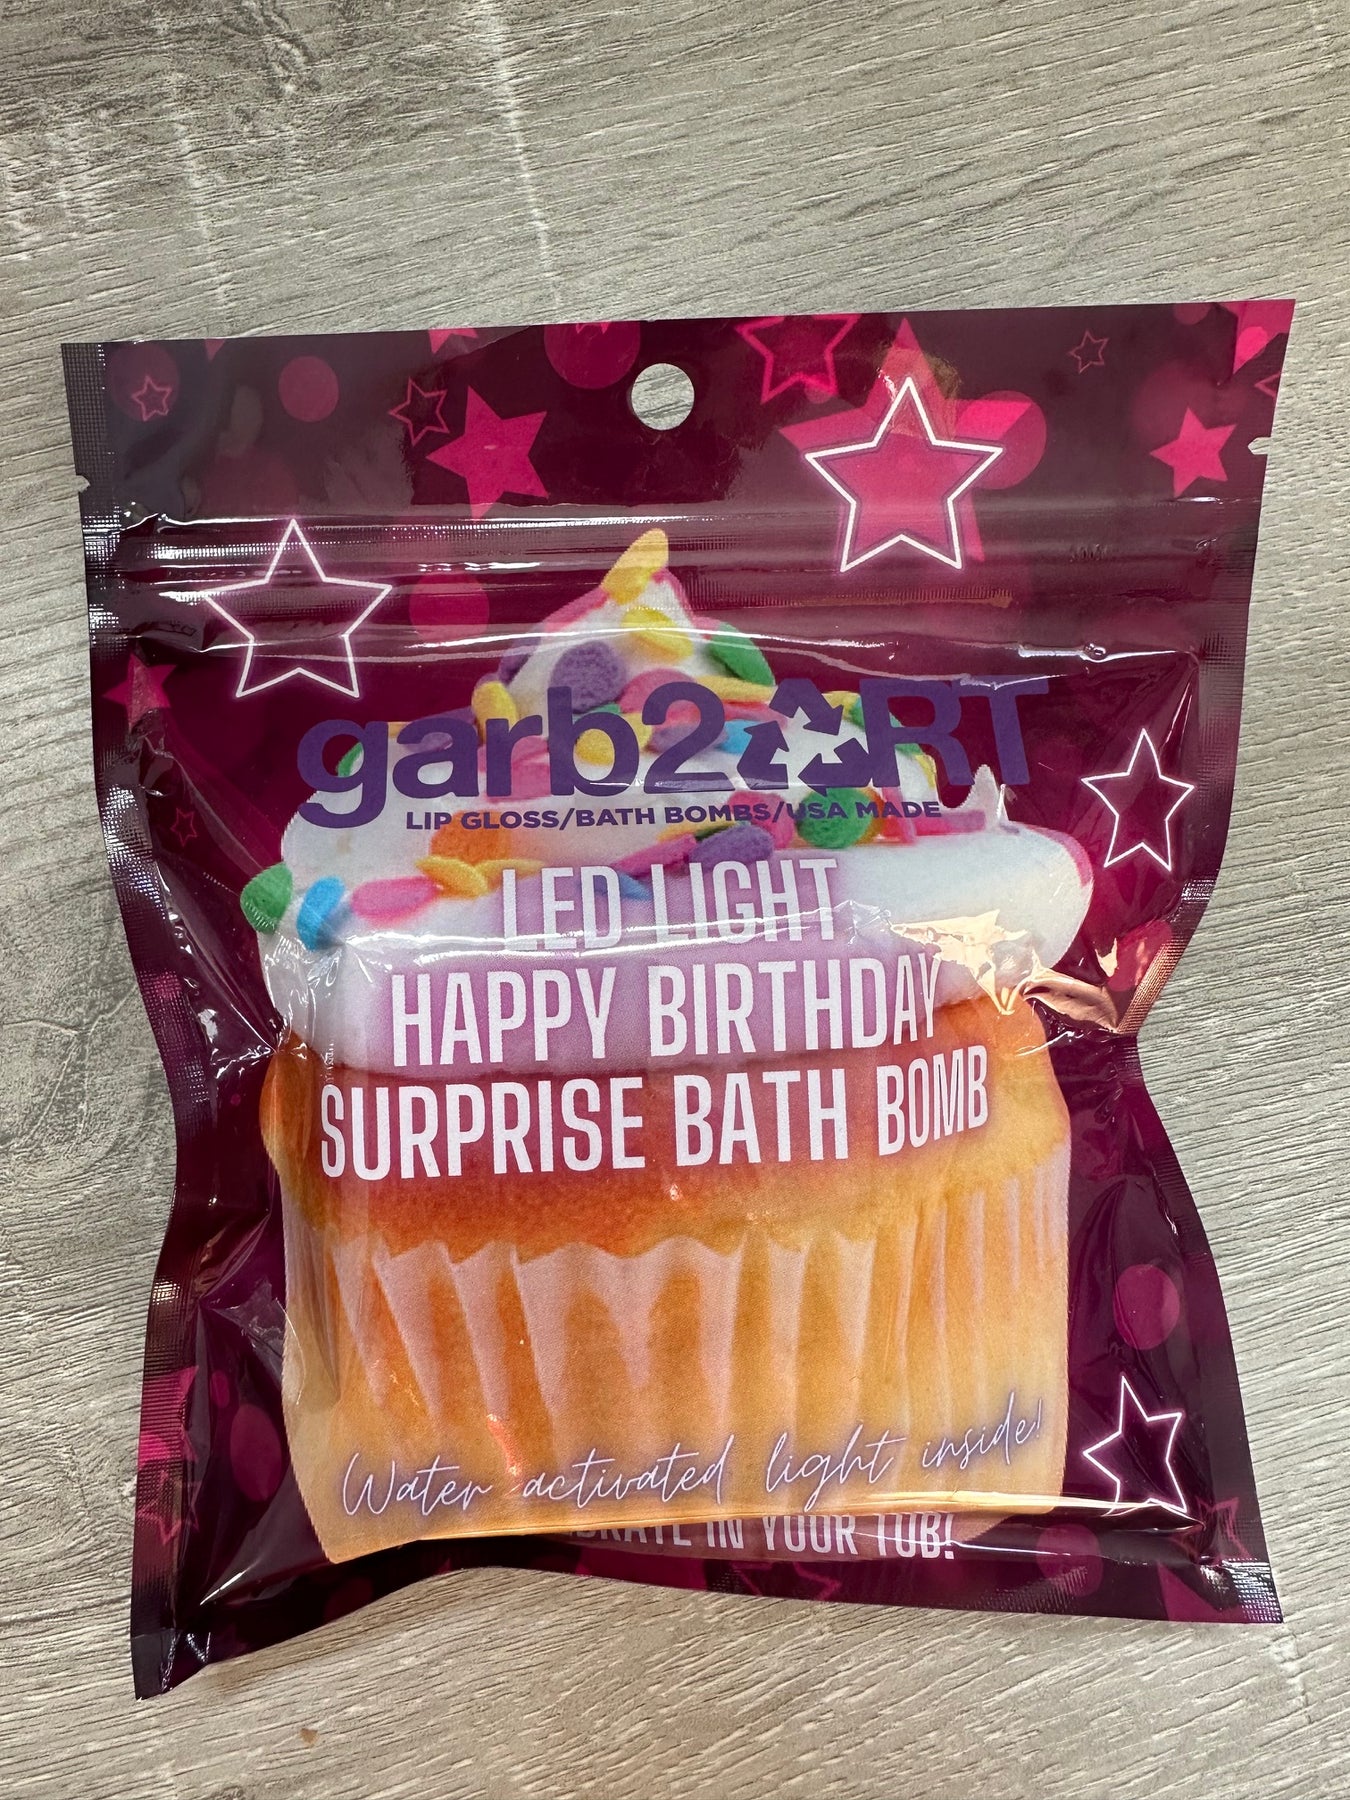 garb2ART
LIP GLOSS/BATH BOMBS/USA MADE
LED LIGHT
HAPPY BIRTHDAY
SURPRISE BATH BOMB
Water activated light inside!
IN YOUR TUB!